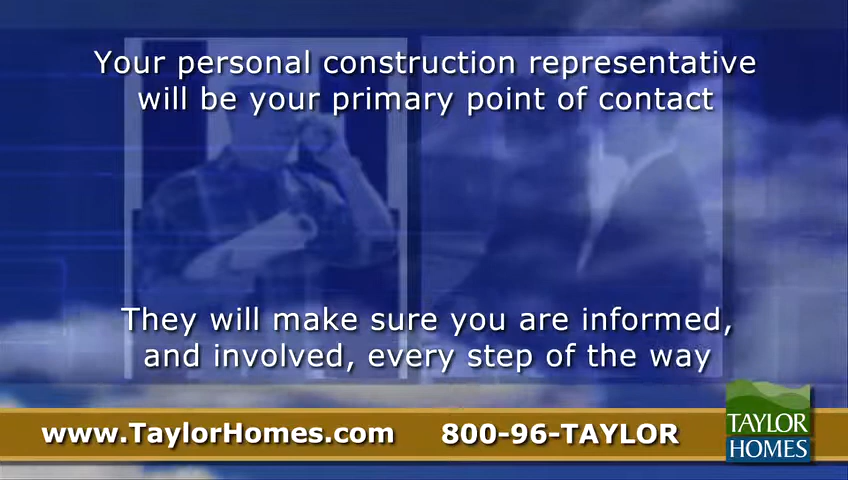 Your personal construction representative
will be your primary point of contact
They will make sure you are informed,
and involved, every step of the way
www.TaylorHomes.com 800-96-TAYLOR
TAYLOR
HOMES